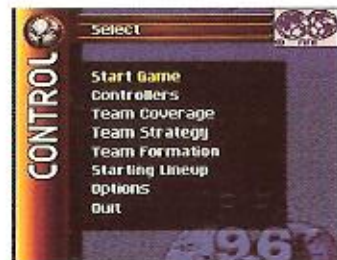 Select
CONTROL
Start Game
Controllers
Team Coverage
Team Strategy
Team Formation
Starting Lineup
Options
Quit
96